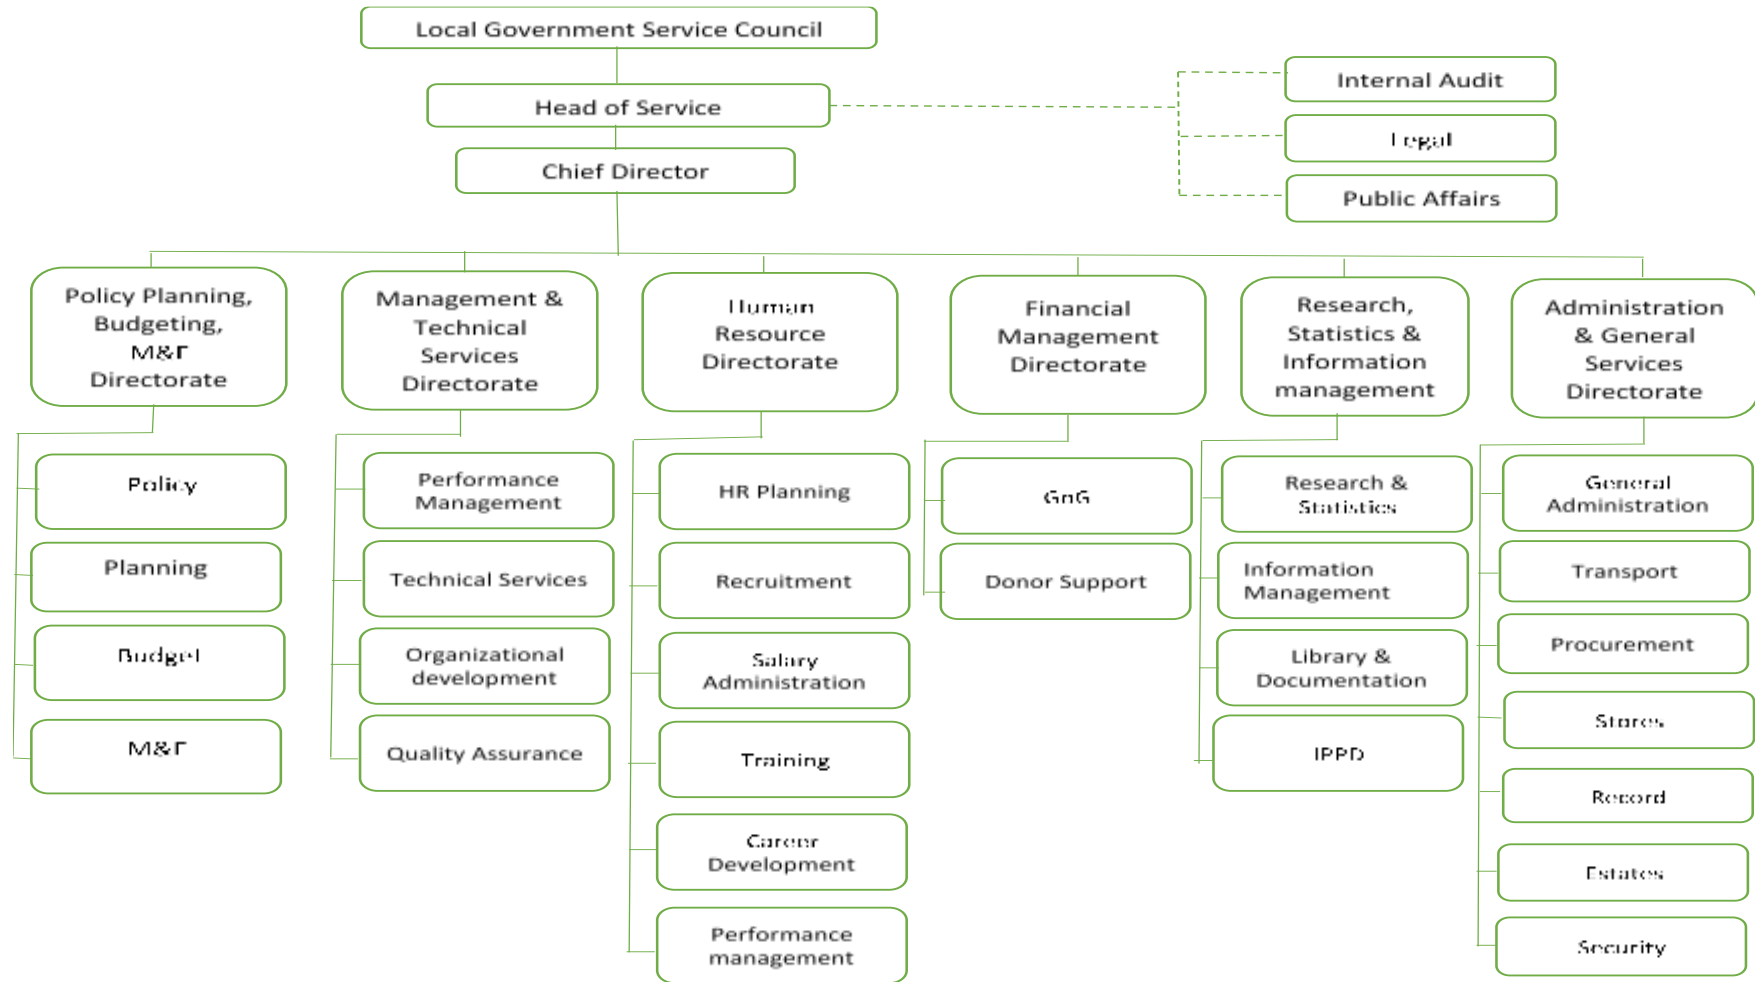 Local Government Service Council
Head of Service
Chief Director
Internal Audit
Legal
Public Affairs
Policy Planning,
Budgeting,
M&E
Directorate
Management &
Technical
Services
Directorate
Human
Resource
Directorate
Financial
Management
Directorate
Research,
Statistics &
Information
management
Administration
& General
Services
Directorate
Policy
Planning
Budget
M&E
Performance
Management
Technical Services
Organizational
development
Quality Assurance
HR Planning
Recruitment
Salary
Administration
Training
Career
Development
Performance
management
GoG
Donor Support
Research &
Statistics
Information
Management
Library &
Documentation
IPPD
General
Administration
Transport
Procurement
Stores
Record
Estates
Security